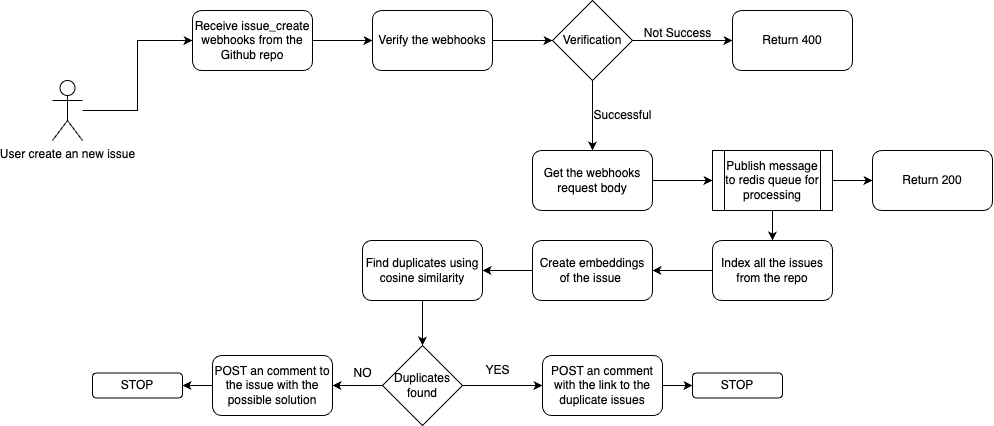 Receive issue_create
webhooks from the
Github repo
Verify the webhooks
Verification
Not Success
Return 400
User create an new issue
Successful
Get the webhooks
request body
Publish message
to redis queue for
processing
Return 200
Find duplicates using
cosine similarity
Create embeddings
of the issue
Index all the issues
from the repo
STOP
POST an comment to
the issue with the
possible solution
NO
Duplicates
found
YES
POST an comment
with the link to the
duplicate issues
STOP